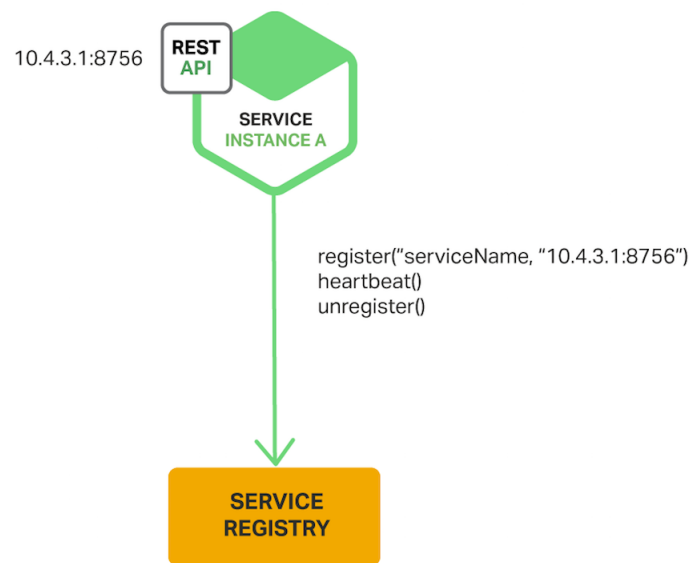 10.4.3.1:8756
REST
API
SERVICE
INSTANCE A
register(“serviceName, “10.4.3.1:8756”)
heartbeat()
unregister()
SERVICE
REGISTRY